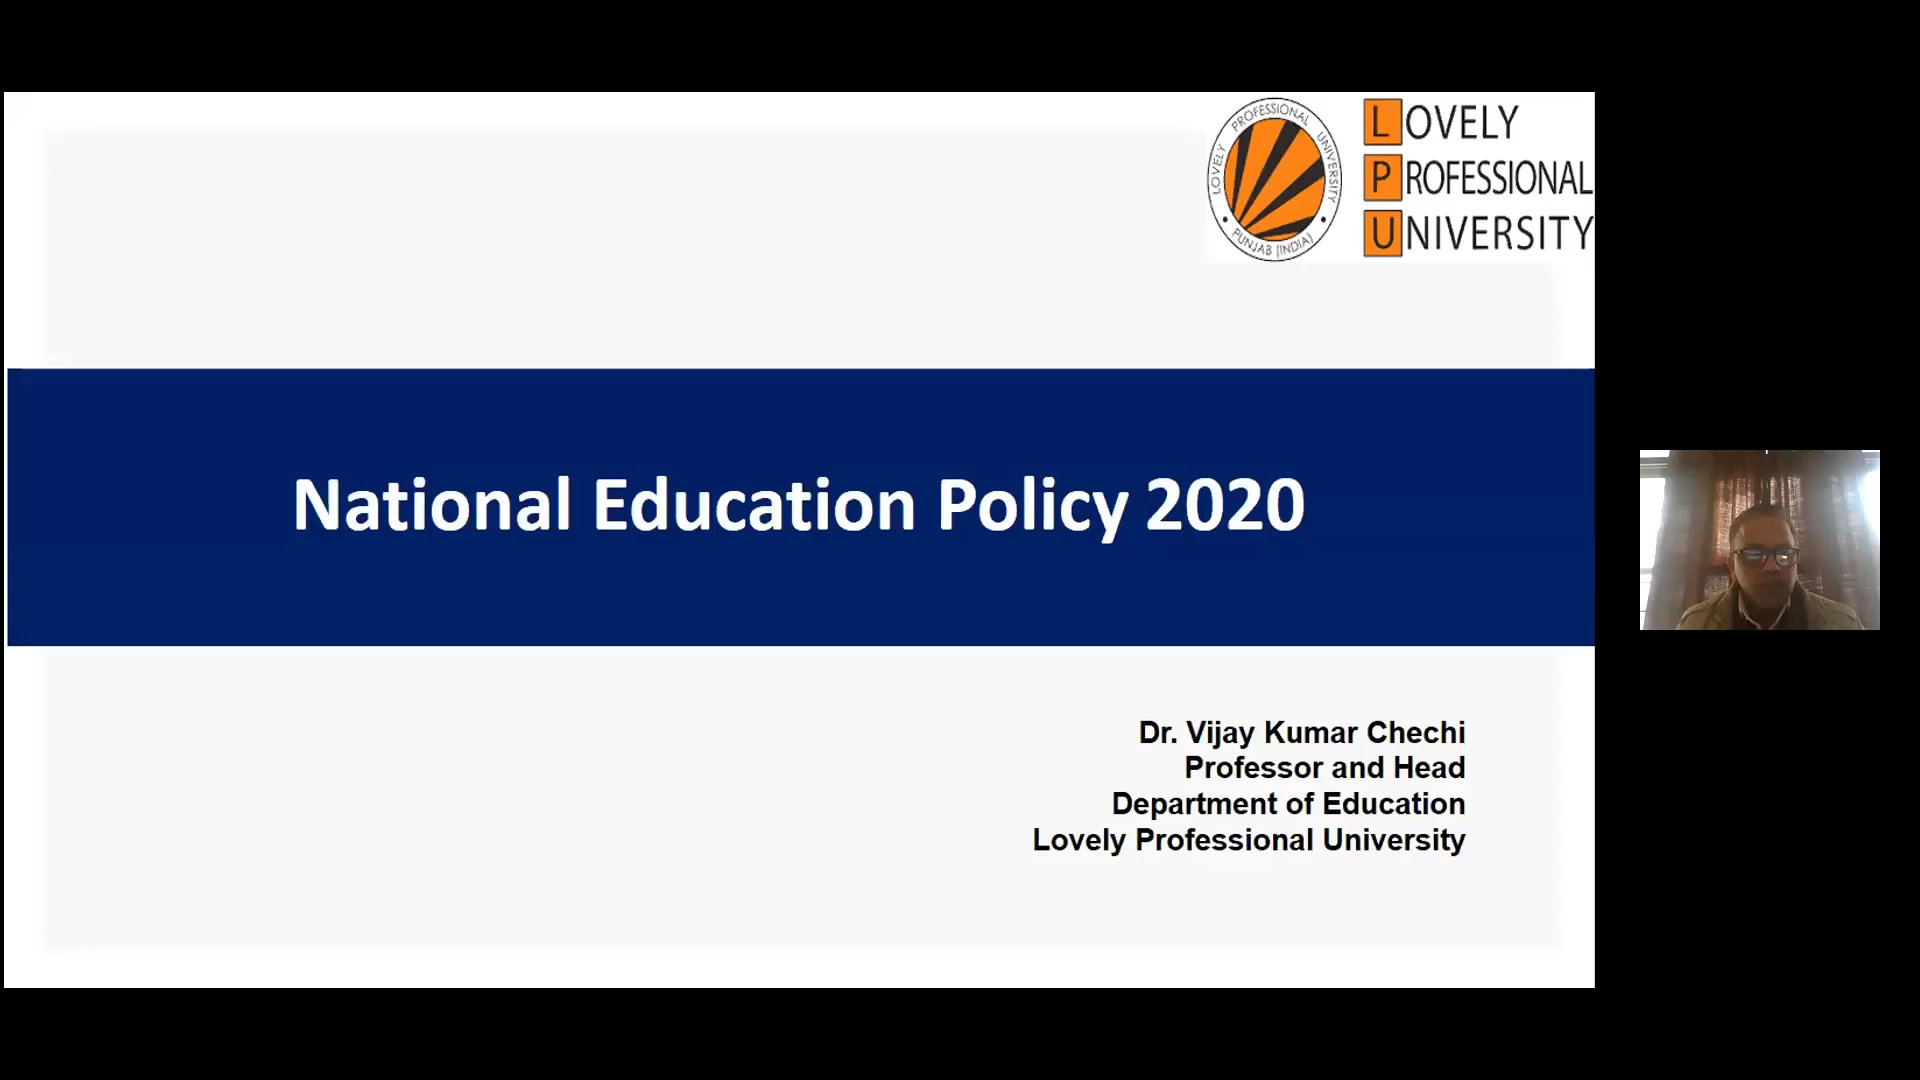 LOVELY PROFESSIONAL UNIVERSITY
PUNJAB [INDIA]
LOVELY
PROFESSIONAL
UNIVERSITY
National Education Policy 2020
Dr. Vijay Kumar Chechi
Professor and Head
Department of Education
Lovely Professional University